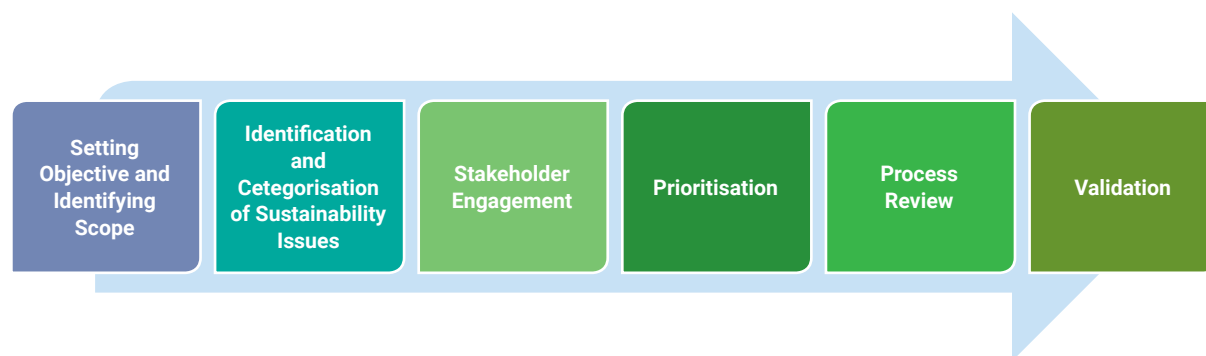 Setting
Objective and
Identifying
Scope
Identification
and
Cetegorisation
of Sustainability
Issues
Stakeholder
Engagement
Prioritisation
Process
Review
Validation